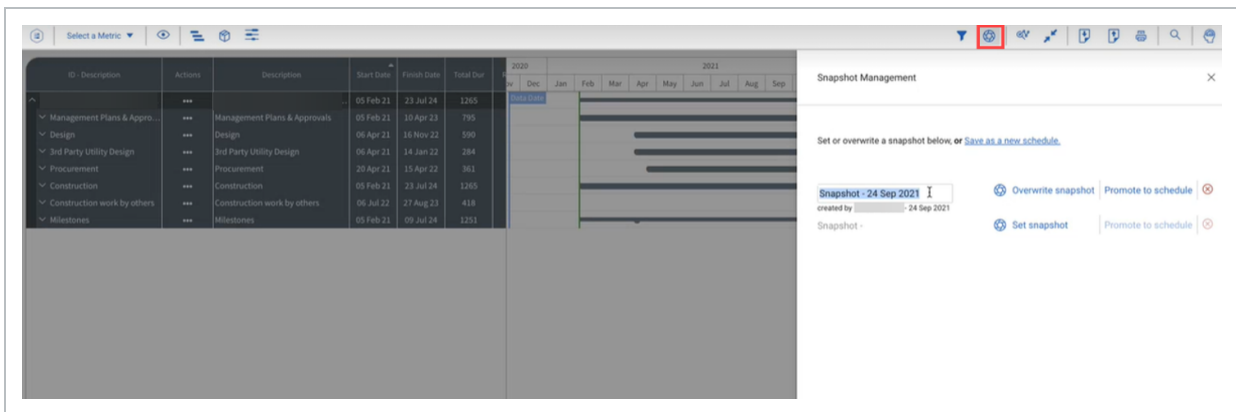 Select a Metric
ID - Description Actions Description Start Date Finish Date Total Dur
2020 2021
Dec Jan Feb Mar Apr May Jun Jul Aug Sep
Data Date
••• 05 Feb 21 23 Jul 24 1265
Management Plans & Appro... ••• Management Plans & Approvals 05 Feb 21 10 Apr 23 795
Design ••• Design 06 Apr 21 16 Nov 22 590
3rd Party Utility Design ••• 3rd Party Utility Design 06 Apr 21 14 Jan 22 284
Procurement ••• Procurement 20 Apr 21 15 Apr 22 361
Construction ••• Construction 05 Feb 21 23 Jul 24 1265
Construction work by others ••• Construction work by others 06 Jul 22 27 Aug 23 418
Milestones ••• Milestones 05 Feb 21 09 Jul 24 1251
Snapshot Management
Set or overwrite a snapshot below, or Save as a new schedule.
Snapshot - 24 Sep 2021 Overwrite snapshot Promote to schedule
created by - 24 Sep 2021
Snapshot - Set snapshot Promote to schedule